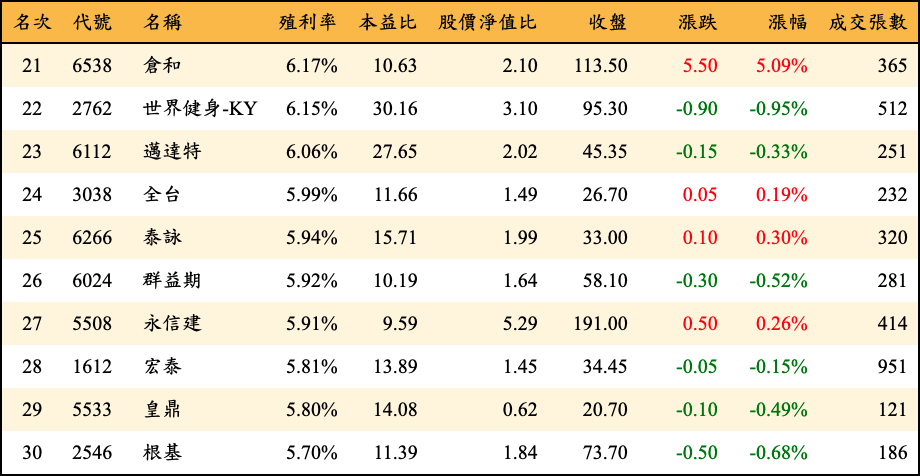 名次 代號 名稱 殖利率 本益比 股價淨值比 收盤 漲跌 漲幅 成交張數
21 6538 倉和 6.17% 10.63 2.10 113.50 5.50 5.09% 365
22 2762 世界健身-KY 6.15% 30.16 3.10 95.30 -0.90 -0.95% 512
23 6112 邁達特 6.06% 27.65 2.02 45.35 -0.15 -0.33% 251
24 3038 全台 5.99% 11.66 1.49 26.70 0.05 0.19% 232
25 6266 泰詠 5.94% 15.71 1.99 33.00 0.10 0.30% 320
26 6024 群益期 5.92% 10.19 1.64 58.10 -0.30 -0.52% 281
27 5508 永信建 5.91% 9.59 5.29 191.00 0.50 0.26% 414
28 1612 宏泰 5.81% 13.89 1.45 34.45 -0.05 -0.15% 951
29 5533 皇鼎 5.80% 14.08 0.62 20.70 -0.10 -0.49% 121
30 2546 根基 5.70% 11.39 1.84 73.70 -0.50 -0.68% 186